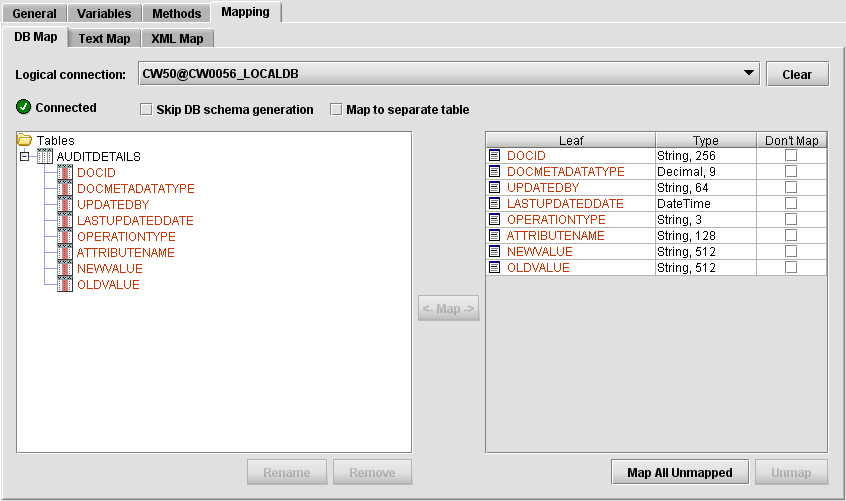 General Variables Methods Mapping
DB Map Text Map XML Map
Logical connection: CW50@CW0056_LOCALDB Clear
Connected Skip DB schema generation Map to separate table
Tables
AUDITDETAILS
DOCID
DOCMETADATATYPE
UPDATEDBY
LASTUPDATEDDATE
OPERATIONTYPE
ATTRIBUTENAME
NEWVALUE
OLDVALUE
<- Map ->
Leaf Type Don't Map
DOCID String, 256
DOCMETADATATYPE Decimal, 9
UPDATEDBY String, 64
LASTUPDATEDDATE DateTime
OPERATIONTYPE String, 3
ATTRIBUTENAME String, 128
NEWVALUE String, 512
OLDVALUE String, 512
Rename Remove Map All Unmapped Unmap